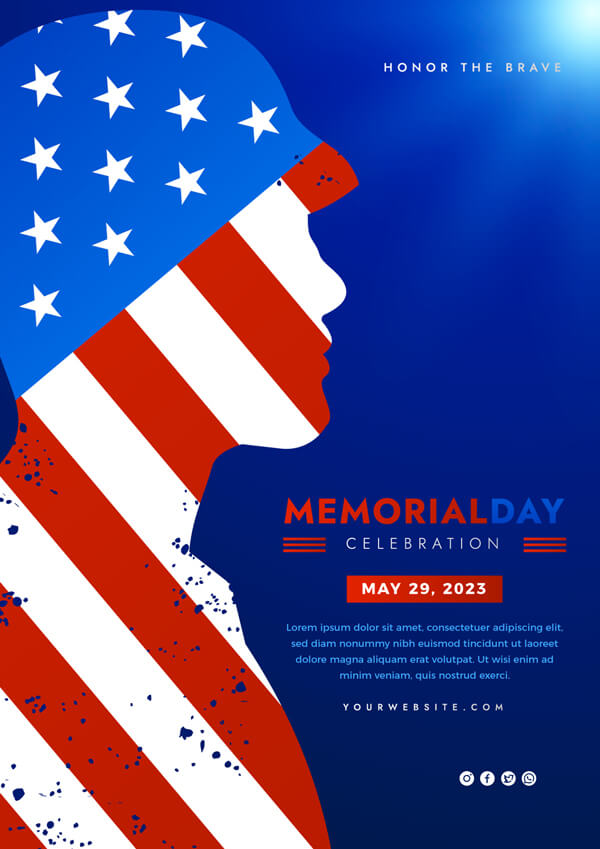 HONOR THE BRAVE
MEMORIALDAY
CELEBRATION
MAY 29, 2023
Lorem ipsum dolor sit amet, consectetuer adipiscing elit,
sed diam nonummy nibh euismod tincidunt ut laoreet
dolore magna aliquam erat volutpat. Ut wisi enim ad
minim veniam, quis nostrud exerci.
YOURWEBSITE.COM